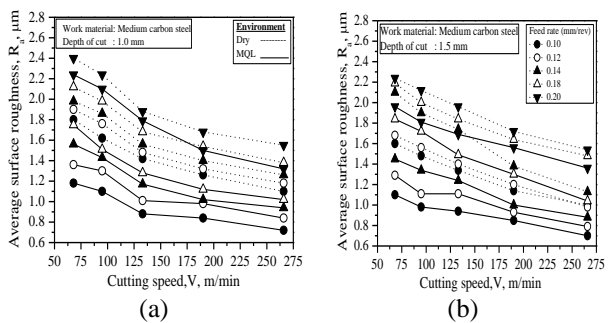 Work material: Medium carbon steel
Depth of cut : 1.0 mm
Environment
Dry
MQL
Average surface roughness, Ra, μm
2.8
2.6
2.4
2.2
2.0
1.8
1.6
1.4
1.2
1.0
0.8
0.6
50 75 100 125 150 175 200 225 250 275
Cutting speed,V, m/min
(a)
Work material: Medium carbon steel
Depth of cut : 1.5 mm
Feed rate (mm/rev)
0.10
0.12
0.14
0.18
0.20
Average surface roughness, Ra, μm
2.8
2.6
2.4
2.2
2.0
1.8
1.6
1.4
1.2
1.0
0.8
0.6
50 75 100 125 150 175 200 225 250 275
Cutting speed,V, m/min
(b)